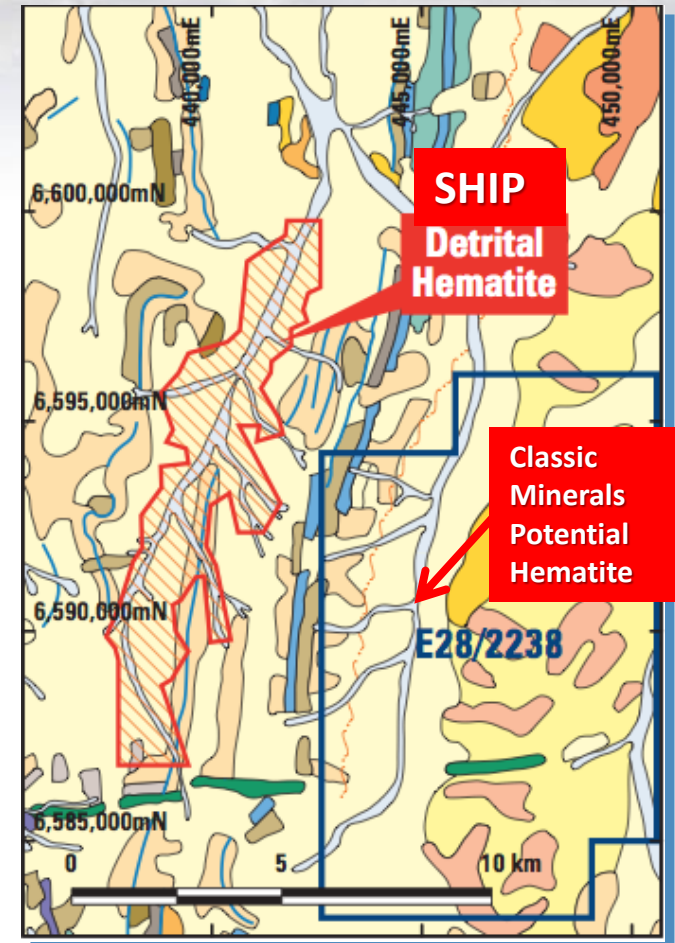 440,000mE
445,000mE
450,000mE
6,600,000mN
SHIP
Detrital
Hematite
6,595,000mN
Classic
Minerals
Potential
Hematite
6,590,000mN
E28/2238
6,585,000mN
0 5 10 km